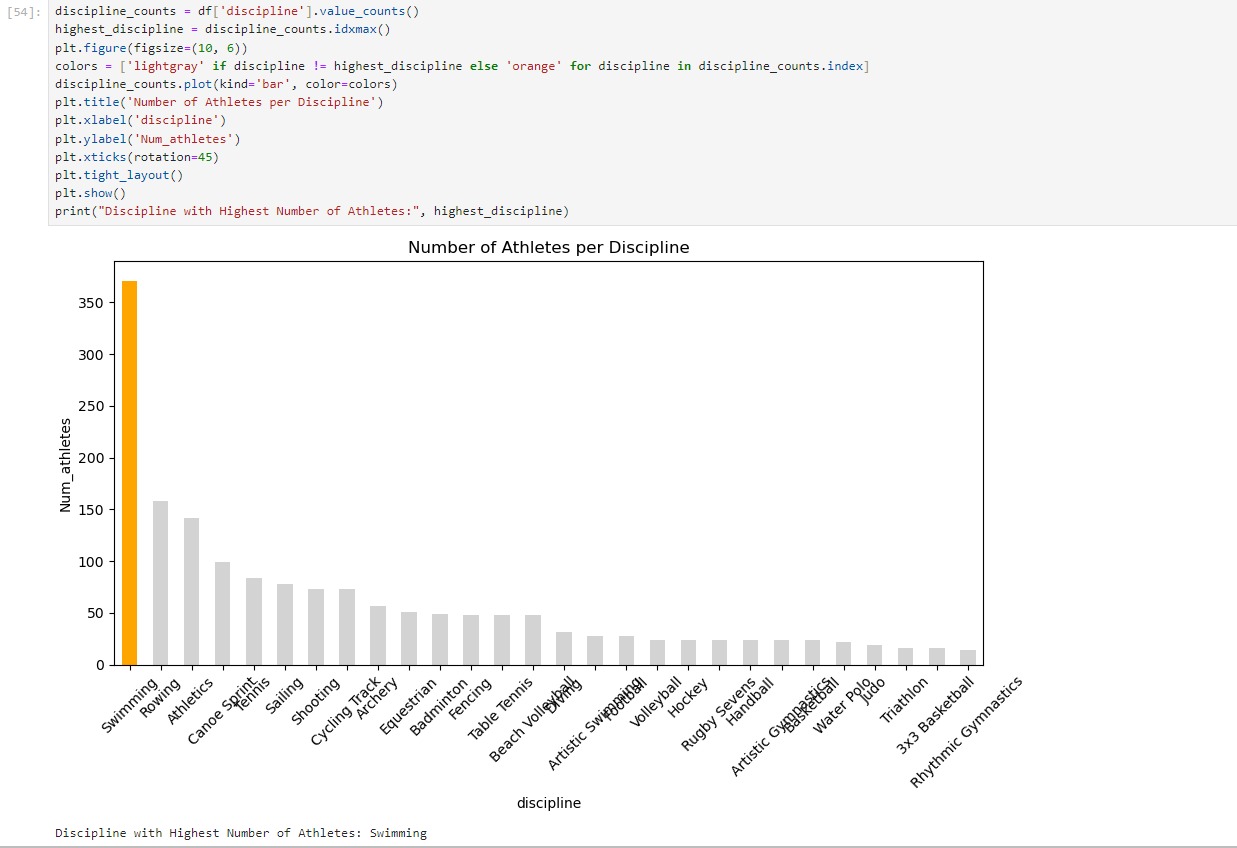 [54]:
discipline_counts = df['discipline'].value_counts()
highest_discipline = discipline_counts.idxmax()
plt.figure(figsize=(10, 6))
colors = ['lightgray' if discipline != highest_discipline else 'orange' for discipline in discipline_counts.index]
discipline_counts.plot(kind='bar', color=colors)
plt.title('Number of Athletes per Discipline')
plt.xlabel('discipline')
plt.ylabel('Num_athletes')
plt.xticks(rotation=45)
plt.tight_layout()
plt.show()
print("Discipline with Highest Number of Athletes:", highest_discipline)
Number of Athletes per Discipline
Num_athletes
350
300
250
200
150
100
50
0
Swimming
Rowing
Athletics
Canoe Sprint
Tennis
Sailing
Shooting
Cycling Track
Archery
Equestrian
Badminton
Fencing
Table Tennis
Beach Volleyball
Diving
Artistic Swimming
Football
Volleyball
Hockey
Rugby Sevens
Handball
Artistic Gymnastics
Basketball
Water Polo
Judo
Triathlon
3x3 Basketball
Rhythmic Gymnastics
discipline
Discipline with Highest Number of Athletes: Swimming